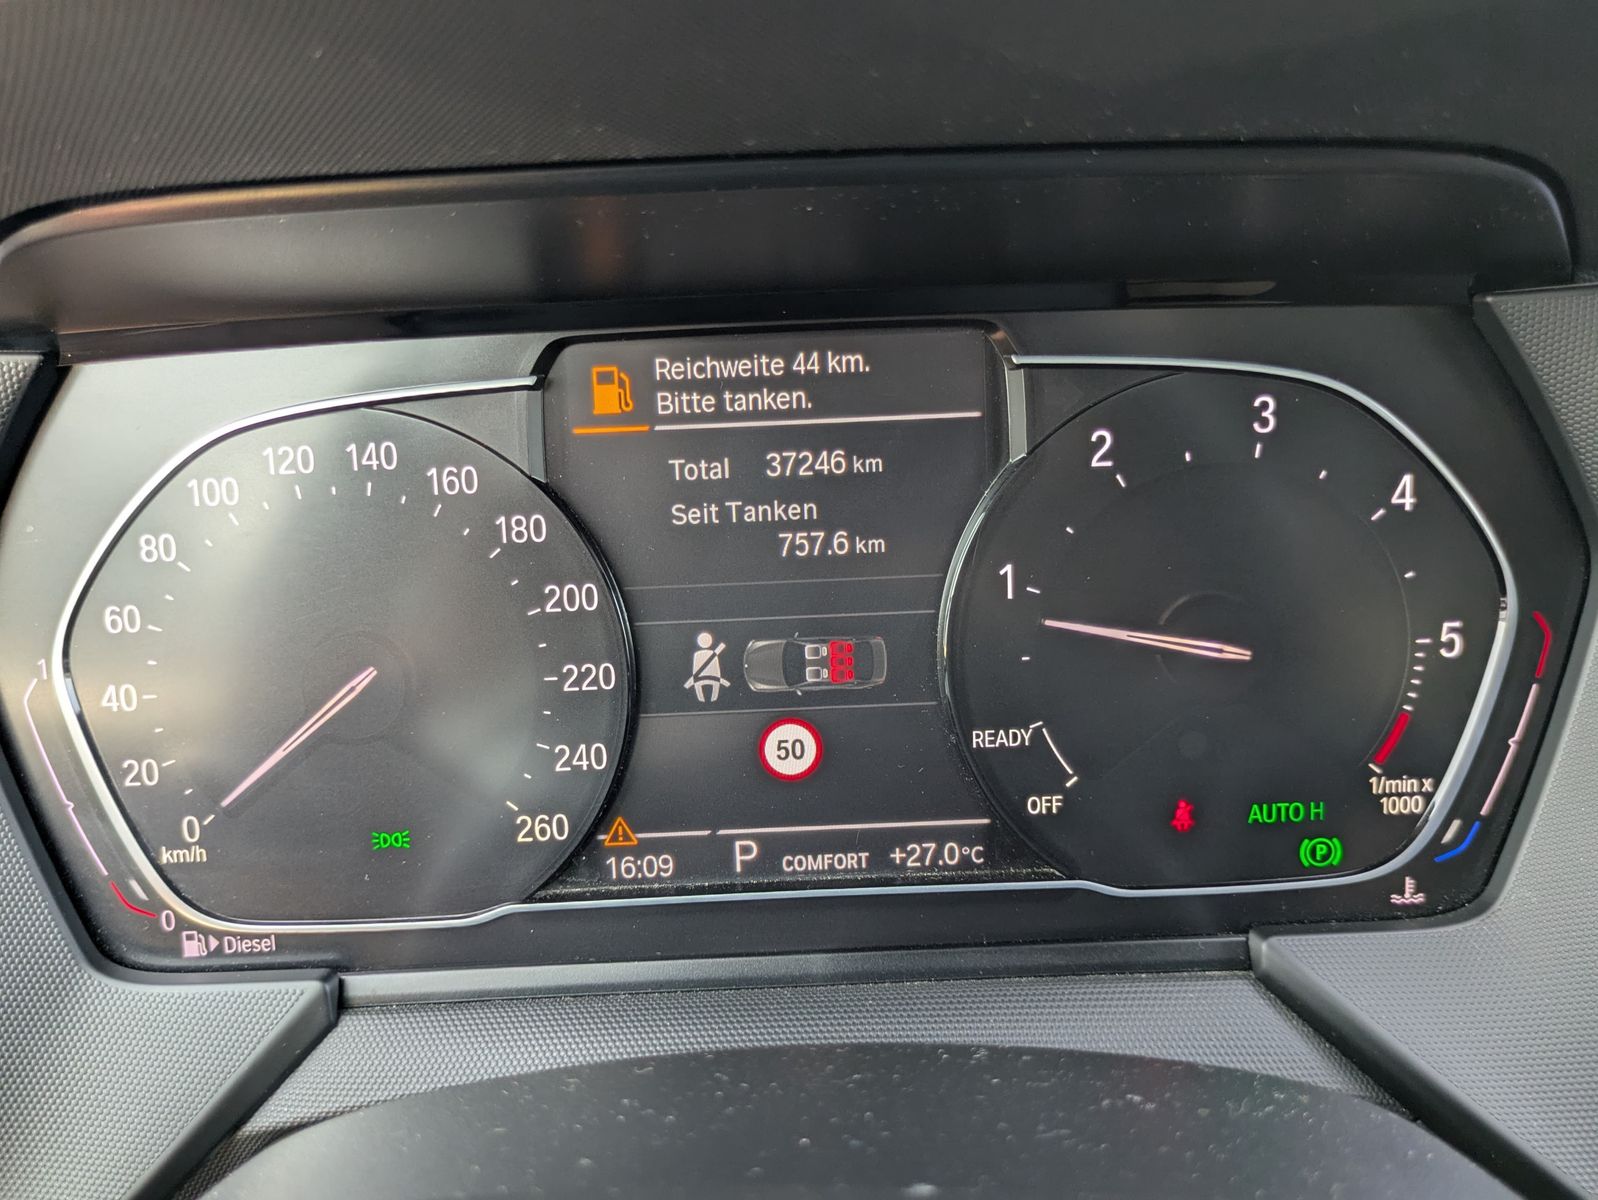 Reichweite 44 km.
Bitte tanken.
Total 37246 km
Seit Tanken
757.6 km
50
16:09 P COMFORT +27.0°C
0
20
40
60
80
100
120
140
160
180
200
220
240
260
km/h
1
0
Diesel
1
2
3
4
5
1/min x
1000
READY
OFF
AUTO H
P